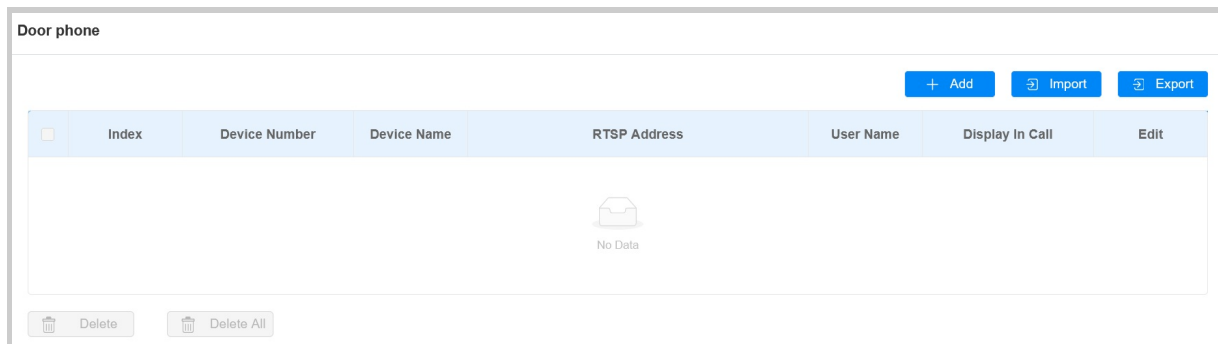 Door phone
Add Import Export
Index Device Number Device Name RTSP Address User Name Display In Call Edit
No Data
Delete Delete All